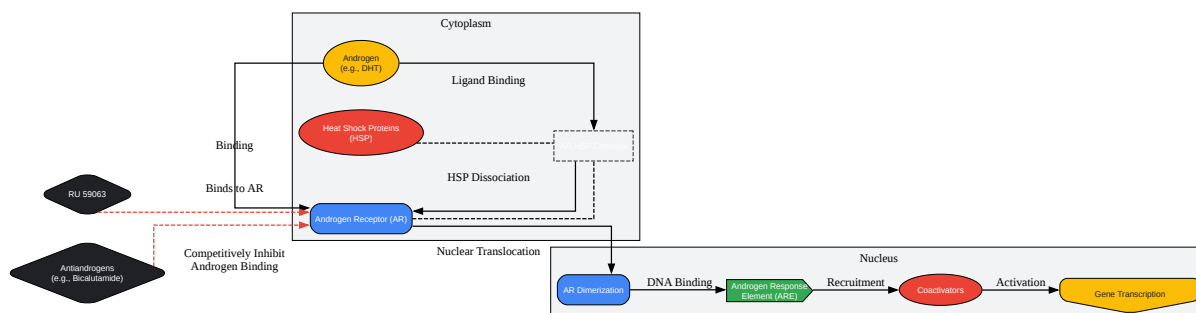 Cytoplasm
Androgen
(e.g., DHT)
Ligand Binding
Heat Shock Proteins
(HSP)
Binding
HSP Dissociation
Binds to AR
RU 59063
Androgen Receptor (AR)
Competitively Inhibit
Androgen Binding
Nuclear Translocation
Nucleus
Antiandrogens
(e.g., Bicalutamide)
AR Dimerization
DNA Binding
Androgen Response
Element (ARE)
Recruitment
Coactivators
Activation
Gene Transcription